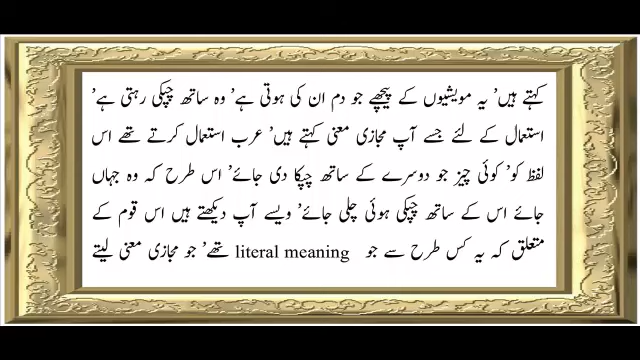 کہتے ہیں’ یہ مویشیوں کے پیچھے جو دم ان کی ہوتی ہے’ وہ ساتھ چپکی رہتی ہے’
استعمال کے لئے جسے آپ مجازی معنی کہتے ہیں’ عرب استعمال کرتے تھے اس
لفظ کو’ کوئی چیز جو دوسرے کے ساتھ چپکا دی جائے’ اس طرح کہ وہ جہاں
جائے اس کے ساتھ چپکی ہوئی چلی جائے’ ویسے آپ دیکھتے ہیں اس قوم کے
متعلق کہ یہ کس طرح سے جو literal meaning تھے’ جو مجازی معنی لیتے